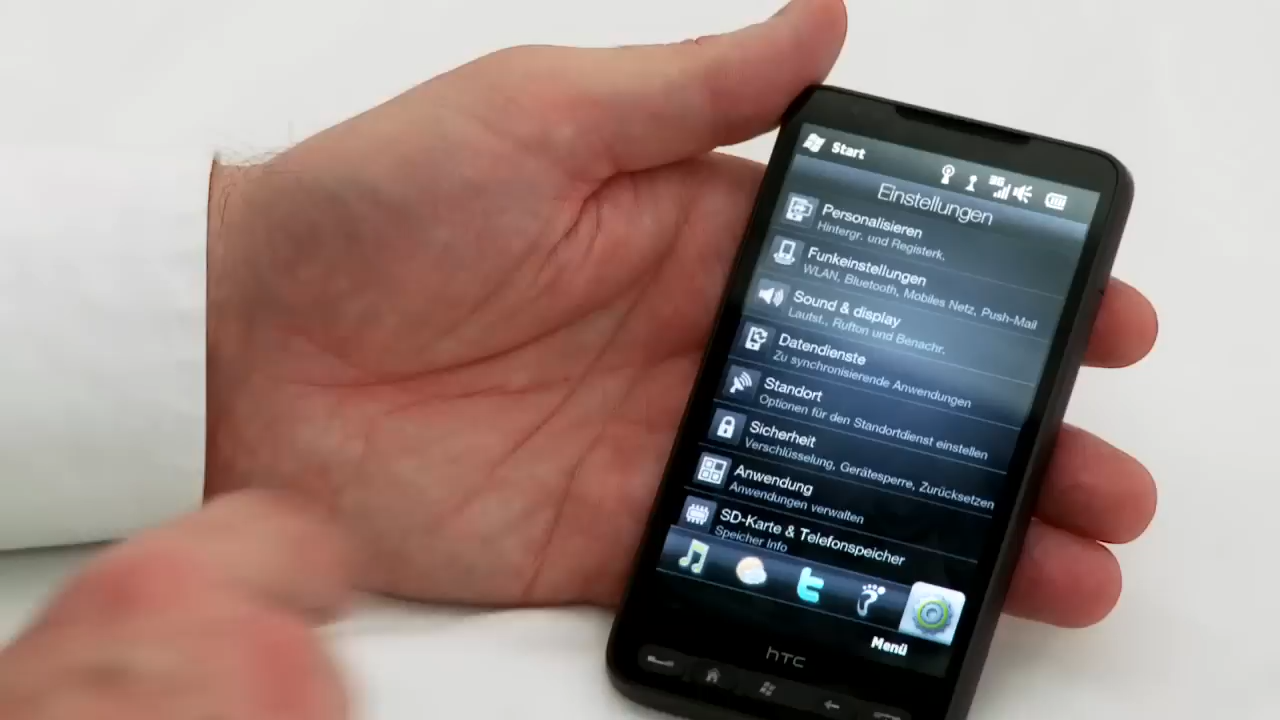 Start
3G
Einstellungen
Personalisieren
Hintergr. und Registerk.
Funkeinstellungen
WLAN, Bluetooth, Mobiles Netz, Push-Mail
Sound & display
Lautst., Rufton und Benachr.
Datendienste
Zu synchronisierende Anwendungen
Standort
Optionen für den Standortdienst einstellen
Sicherheit
Verschlüsselung, Gerätesperre, Zurücksetzen
Anwendung
Anwendungen verwalten
SD-Karte & Telefonspeicher
Speicher Info
Menü
hTC